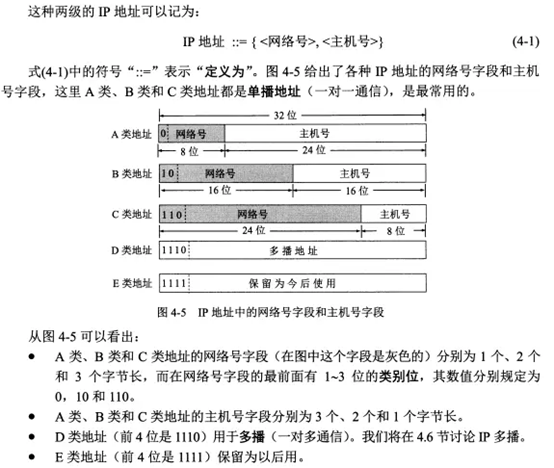 这种两级的 IP 地址可以记为：
IP 地址 ::= { <网络号>, <主机号>} (4-1)
式(4-1)中的符号“::=”表示“定义为”。图 4-5 给出了各种 IP 地址的网络号字段和主机
号字段，这里 A 类、B 类和 C 类地址都是单播地址（一对一通信），是最常用的。
32 位
A 类地址 0 网络号 主机号
8 位 24 位
B 类地址 10 网络号 主机号
16 位 16 位
C 类地址 110 网络号 主机号
24 位 8 位
D 类地址 1110 多播地址
E 类地址 1111 保留为今后使用
图 4-5 IP 地址中的网络号字段和主机号字段
从图 4-5 可以看出：
● A 类、B 类和 C 类地址的网络号字段（在图中这个字段是灰色的）分别为 1 个、2 个
和 3 个字节长，而在网络号字段的最前面有 1~3 位的类别位，其数值分别规定为
0，10 和 110。
● A 类、B 类和 C 类地址的主机号字段分别为 3 个、2 个和 1 个字节长。
● D 类地址（前 4 位是 1110）用于多播（一对多通信）。我们将在 4.6 节讨论 IP 多播。
● E 类地址（前 4 位是 1111）保留为以后用。